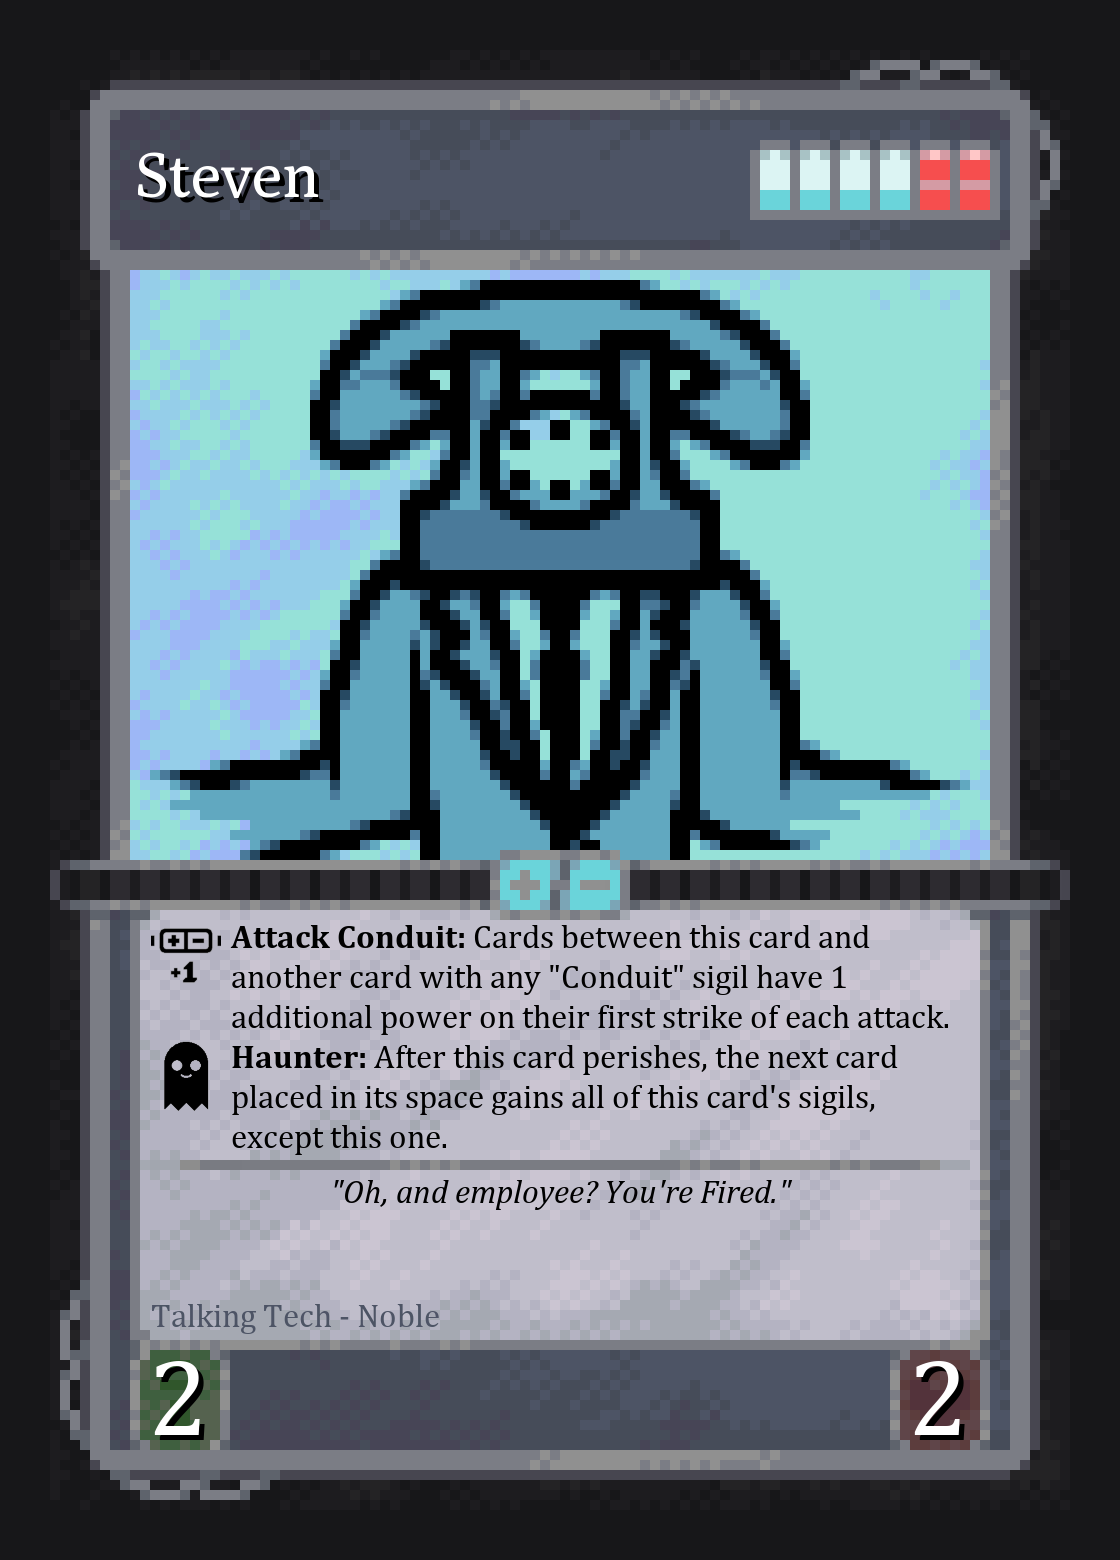 Steven
Attack Conduit: Cards between this card and
another card with any "Conduit" sigil have 1
additional power on their first strike of each attack.
+1
Haunter: After this card perishes, the next card
placed in its space gains all of this card's sigils,
except this one.
"Oh, and employee? You're Fired."
Talking Tech - Noble
2
2